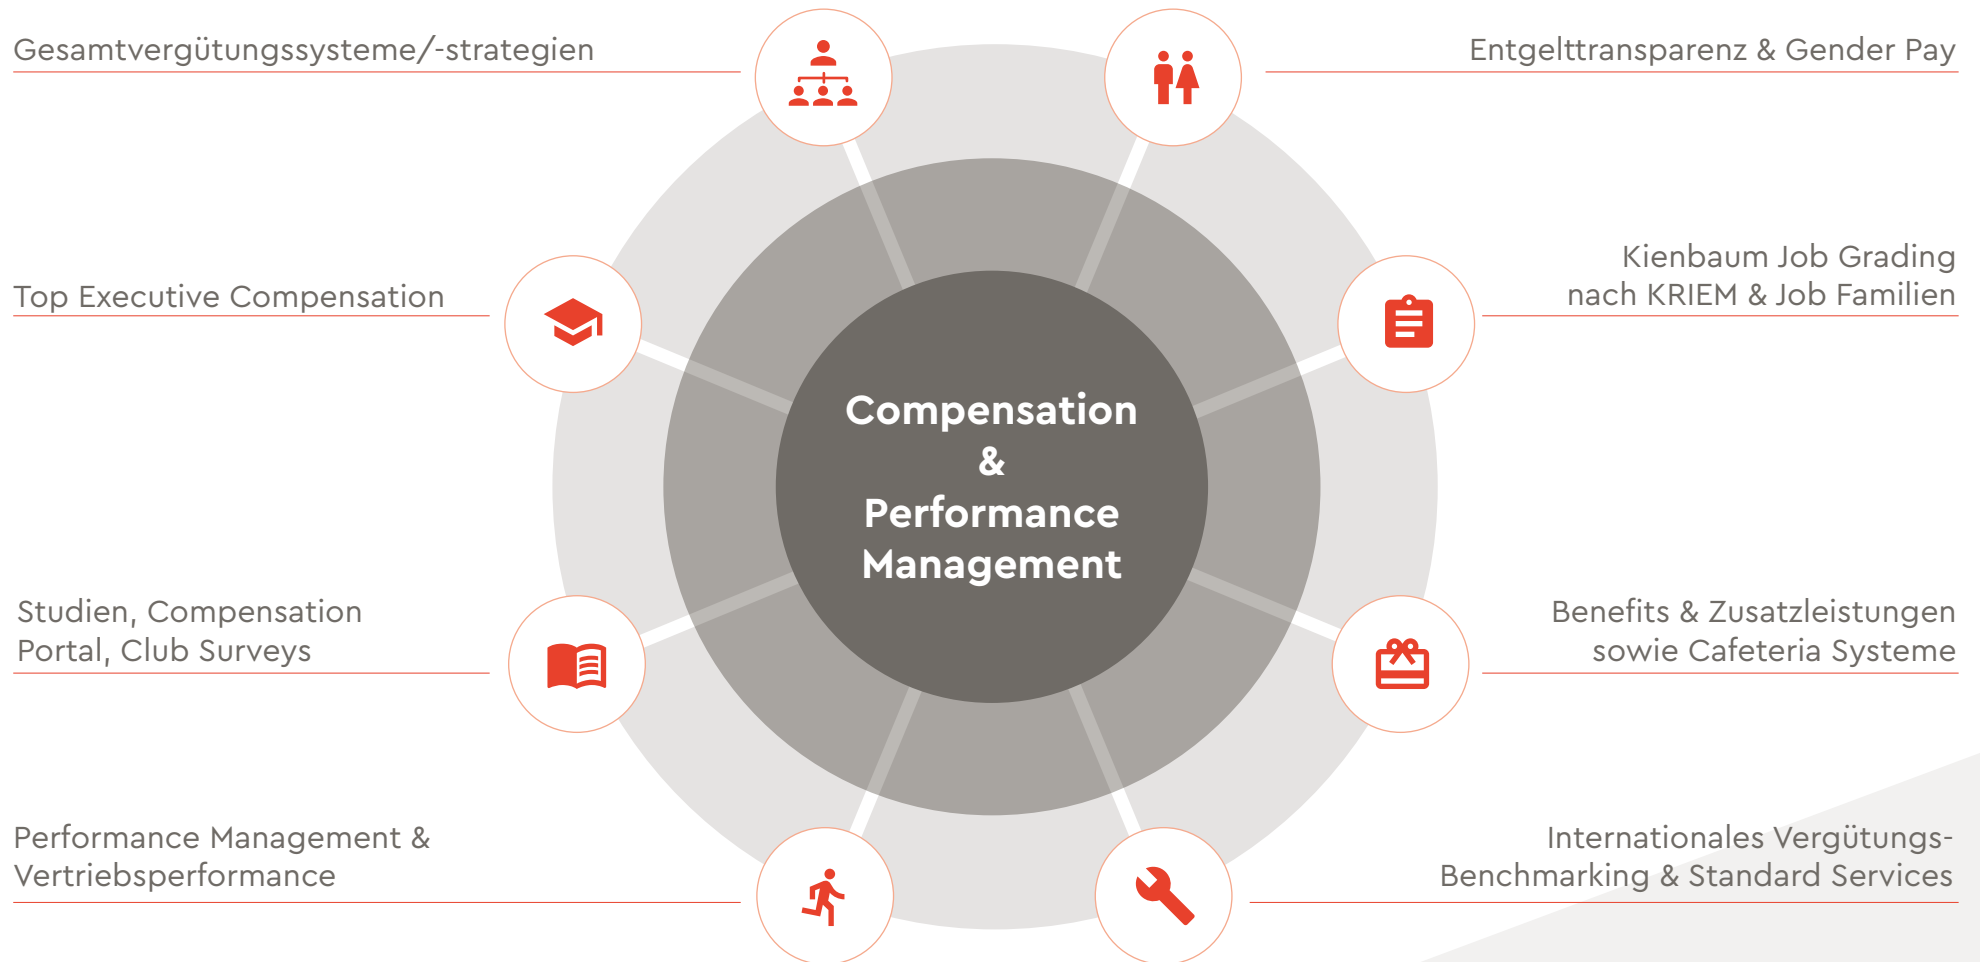 Gesamtvergütungssysteme/-strategien
Entgelttransparenz & Gender Pay
Top Executive Compensation
Kienbaum Job Grading
nach KRIEM & Job Familien
Compensation
&
Performance
Management
Studien, Compensation
Portal, Club Surveys
Benefits & Zusatzleistungen
sowie Cafeteria Systeme
Performance Management &
Vertriebsperformance
Internationales Vergütungs-
Benchmarking & Standard Services